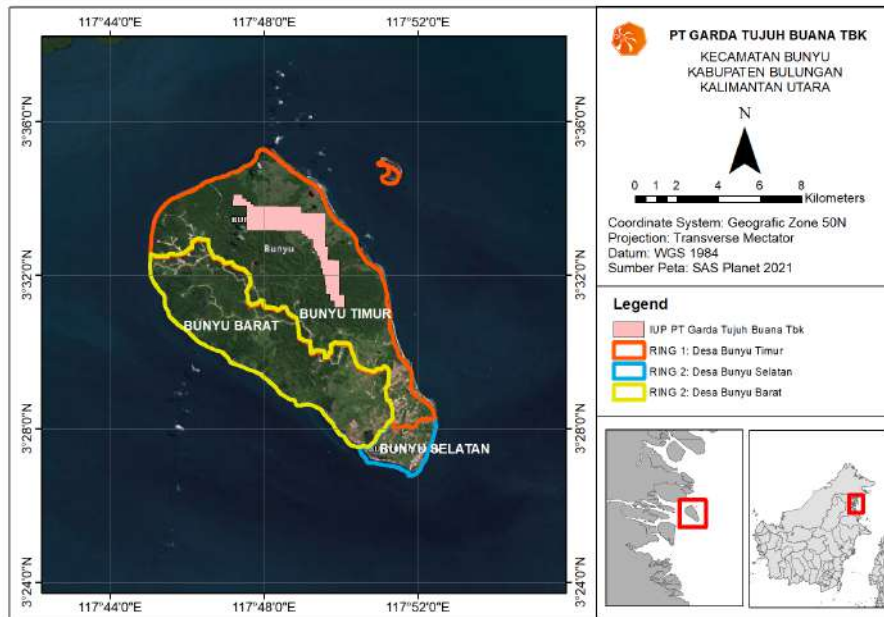 117°44'0"E 117°48'0"E 117°52'0"E
3°36'0"N 3°36'0"N
3°32'0"N 3°32'0"N
3°28'0"N 3°28'0"N
3°24'0"N 3°24'0"N
Bunyu
BUNYU TIMUR
BUNYU BARAT
BUNYU SELATAN
117°44'0"E 117°48'0"E 117°52'0"E
PT GARDA TUJUH BUANA TBK
KECAMATAN BUNYU
KABUPATEN BULUNGAN
KALIMANTAN UTARA
N
0 1 2 4 6 8
Kilometers
Coordinate System: Geografic Zone 50N
Projection: Transverse Mectator
Datum: WGS 1984
Sumber Peta: SAS Planet 2021
Legend
IUP PT Garda Tujuh Buana Tbk
RING 1: Desa Bunyu Timur
RING 2: Desa Bunyu Selatan
RING 2: Desa Bunyu Barat